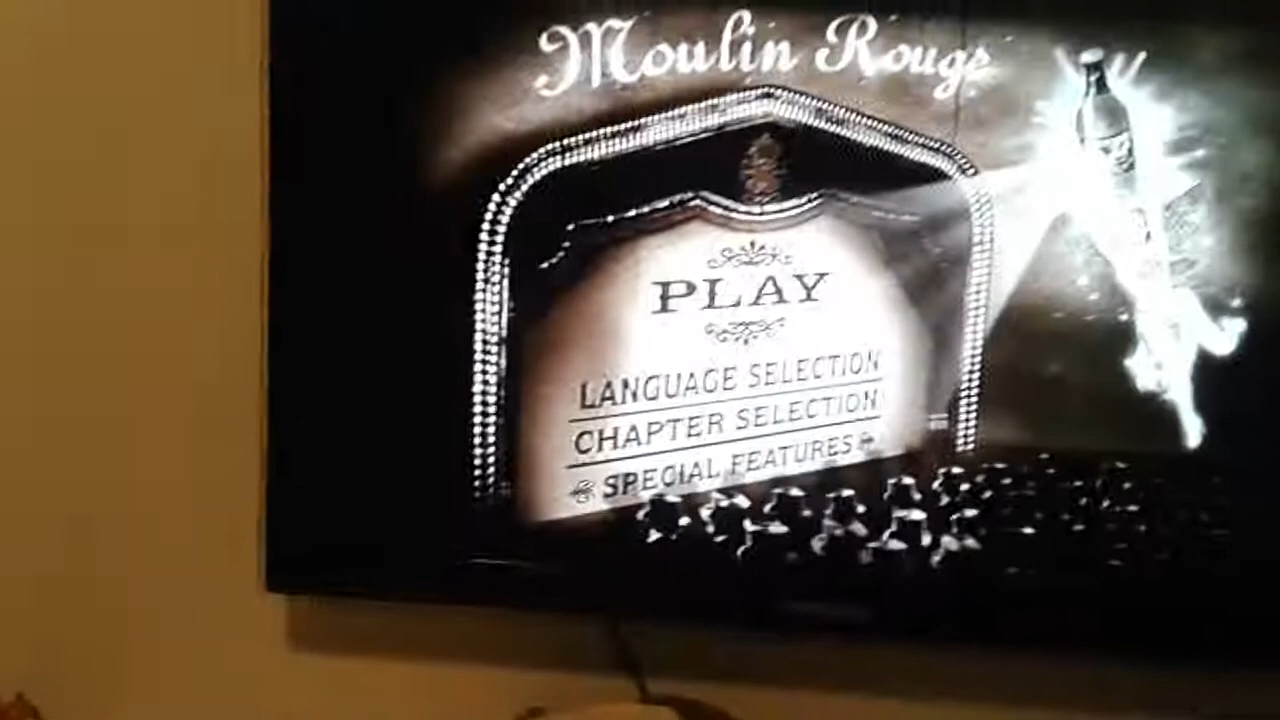 Moulin Rouge
PLAY
LANGUAGE SELECTION
CHAPTER SELECTION
SPECIAL FEATURES